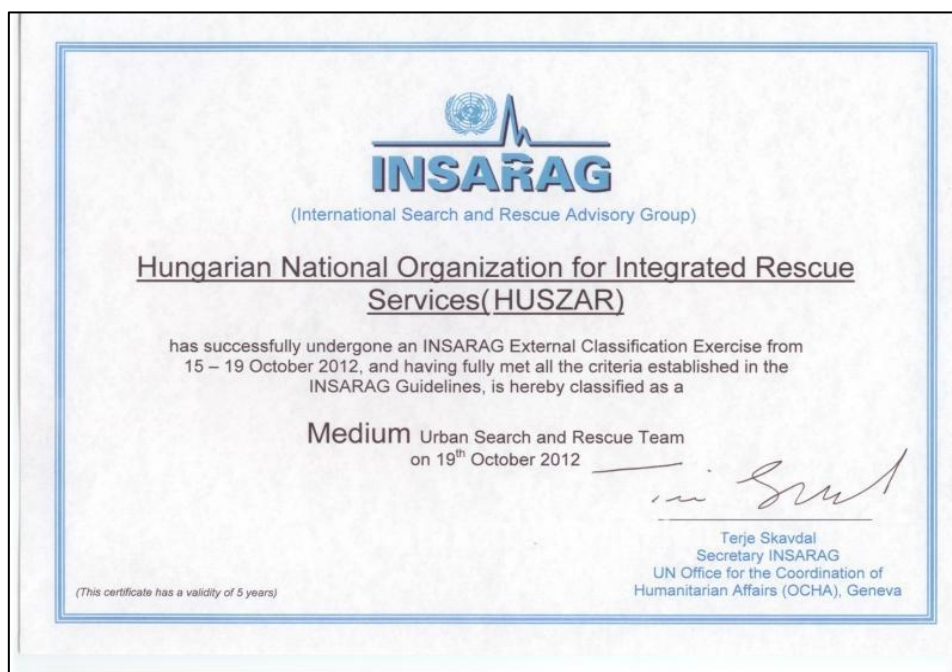 INSARAG
(International Search and Rescue Advisory Group)
Hungarian National Organization for Integrated Rescue
Services(HUSZAR)
has successfully undergone an INSARAG External Classification Exercise from
15 – 19 October 2012, and having fully met all the criteria established in the
INSARAG Guidelines, is hereby classified as a
Medium Urban Search and Rescue Team
on 19th October 2012
Terje Skavdal
Secretary INSARAG
UN Office for the Coordination of
Humanitarian Affairs (OCHA), Geneva
(This certificate has a validity of 5 years)